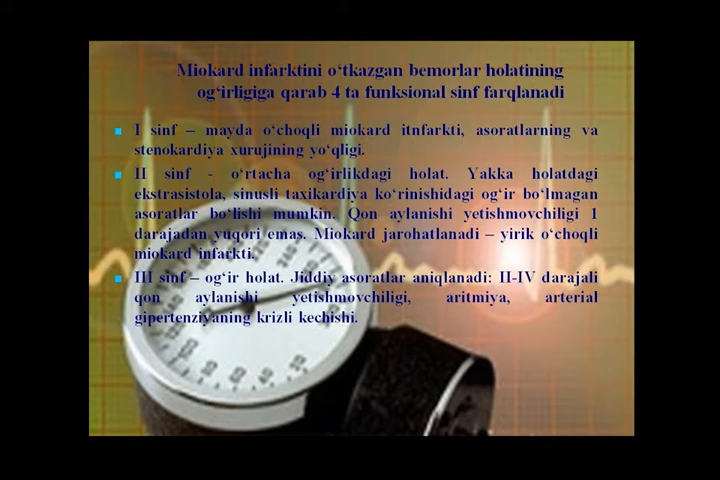 Miokard infarktini o‘tkazgan bemorlar holatining
og‘irligiga qarab 4 ta funksional sinf farqlanadi
I sinf – mayda o‘choqli miokard itnfarkti, asoratlarning va
stenokardiya xurujining yo‘qligi.
II sinf - o‘rtacha og‘irlikdagi holat. Yakka holatdagi
ekstrasistola, sinusli taxikardiya ko‘rinishidagi og‘ir bo‘lmagan
asoratlar bo‘lishi mumkin. Qon aylanishi yetishmovchiligi 1
darajadan yuqori emas. Miokard jarohatlanadi – yirik o‘choqli
miokard infarkti.
III sinf – og‘ir holat. Jiddiy asoratlar aniqlanadi: II-IV darajali
qon aylanishi yetishmovchiligi, aritmiya, arterial
gipertenziyaning krizli kechishi.